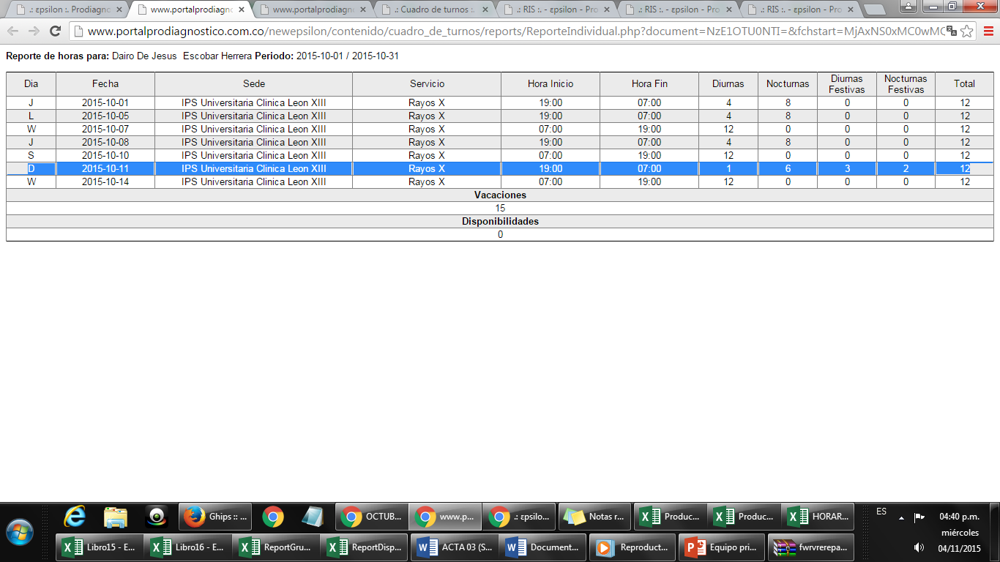 .: εpsilon :. Prodiagnos
www.portalprodiagno
www.portalprodiagno
.: Cuadro de turnos :.
.: RIS :. - εpsilon - Pro
.: RIS :. - εpsilon - Pro
.: RIS :. - εpsilon - Pro
www.portalprodiagnostico.com.co/newepsilon/contenido/cuadro_de_turnos/reports/ReporteIndividual.php?document=NzE1OTU0NTI=&fchstart=MjAxNS0xMC0wMC
Reporte de horas para: Dairo De Jesus Escobar Herrera Periodo: 2015-10-01 / 2015-10-31
Dia Fecha Sede Servicio Hora Inicio Hora Fin Diurnas Nocturnas Diurnas Festivas Nocturnas Festivas Total
J 2015-10-01 IPS Universitaria Clinica Leon XIII Rayos X 19:00 07:00 4 8 0 0 12
L 2015-10-05 IPS Universitaria Clinica Leon XIII Rayos X 19:00 07:00 4 8 0 0 12
W 2015-10-07 IPS Universitaria Clinica Leon XIII Rayos X 07:00 19:00 12 0 0 0 12
J 2015-10-08 IPS Universitaria Clinica Leon XIII Rayos X 19:00 07:00 4 8 0 0 12
S 2015-10-10 IPS Universitaria Clinica Leon XIII Rayos X 07:00 19:00 12 0 0 0 12
D 2015-10-11 IPS Universitaria Clinica Leon XIII Rayos X 19:00 07:00 1 6 3 2 12
W 2015-10-14 IPS Universitaria Clinica Leon XIII Rayos X 07:00 19:00 12 0 0 0 12
Vacaciones
15
Disponibilidades
0
Ghips :: ...
OCTUB...
www.p...
.: εpsilo...
Notas r...
Produc...
Produc...
HORAR...
ES
04:40 p.m.
miércoles
04/11/2015
Libro15 - E...
Libro16 - E...
ReportGru...
ReportDisp...
ACTA 03 (S...
Document...
Reproduct...
Equipo pri...
fwrvrerepa...